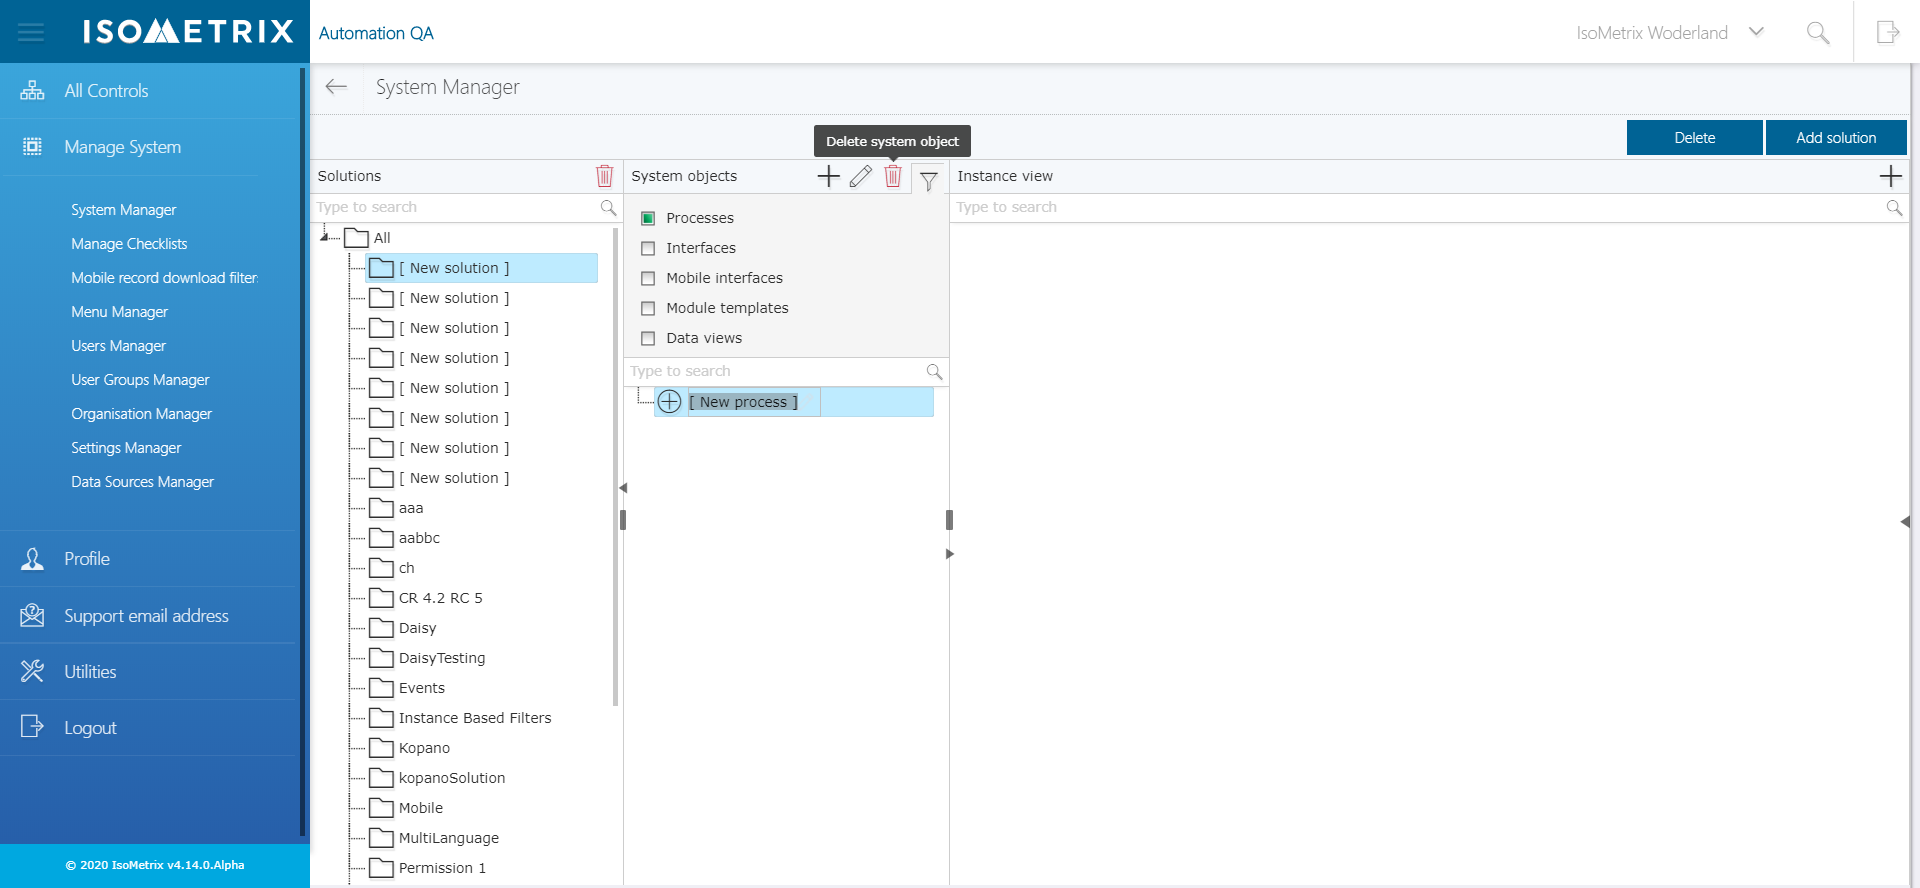 ISOMETRIX
Automation QA
IsoMetrix Woderland
All Controls
Manage System
System Manager
Manage Checklists
Mobile record download filter
Menu Manager
Users Manager
User Groups Manager
Organisation Manager
Settings Manager
Data Sources Manager
Profile
Support email address
Utilities
Logout
© 2020 IsoMetrix v4.14.0.Alpha
System Manager
Delete
Add solution
Delete system object
Solutions
Type to search
All
[ New solution ]
[ New solution ]
[ New solution ]
[ New solution ]
[ New solution ]
[ New solution ]
[ New solution ]
[ New solution ]
aaa
aabbc
ch
CR 4.2 RC 5
Daisy
DaisyTesting
Events
Instance Based Filters
Kopano
kopanoSolution
Mobile
MultiLanguage
Permission 1
System objects
Processes
Interfaces
Mobile interfaces
Module templates
Data views
Type to search
[ New process ]
Instance view
Type to search